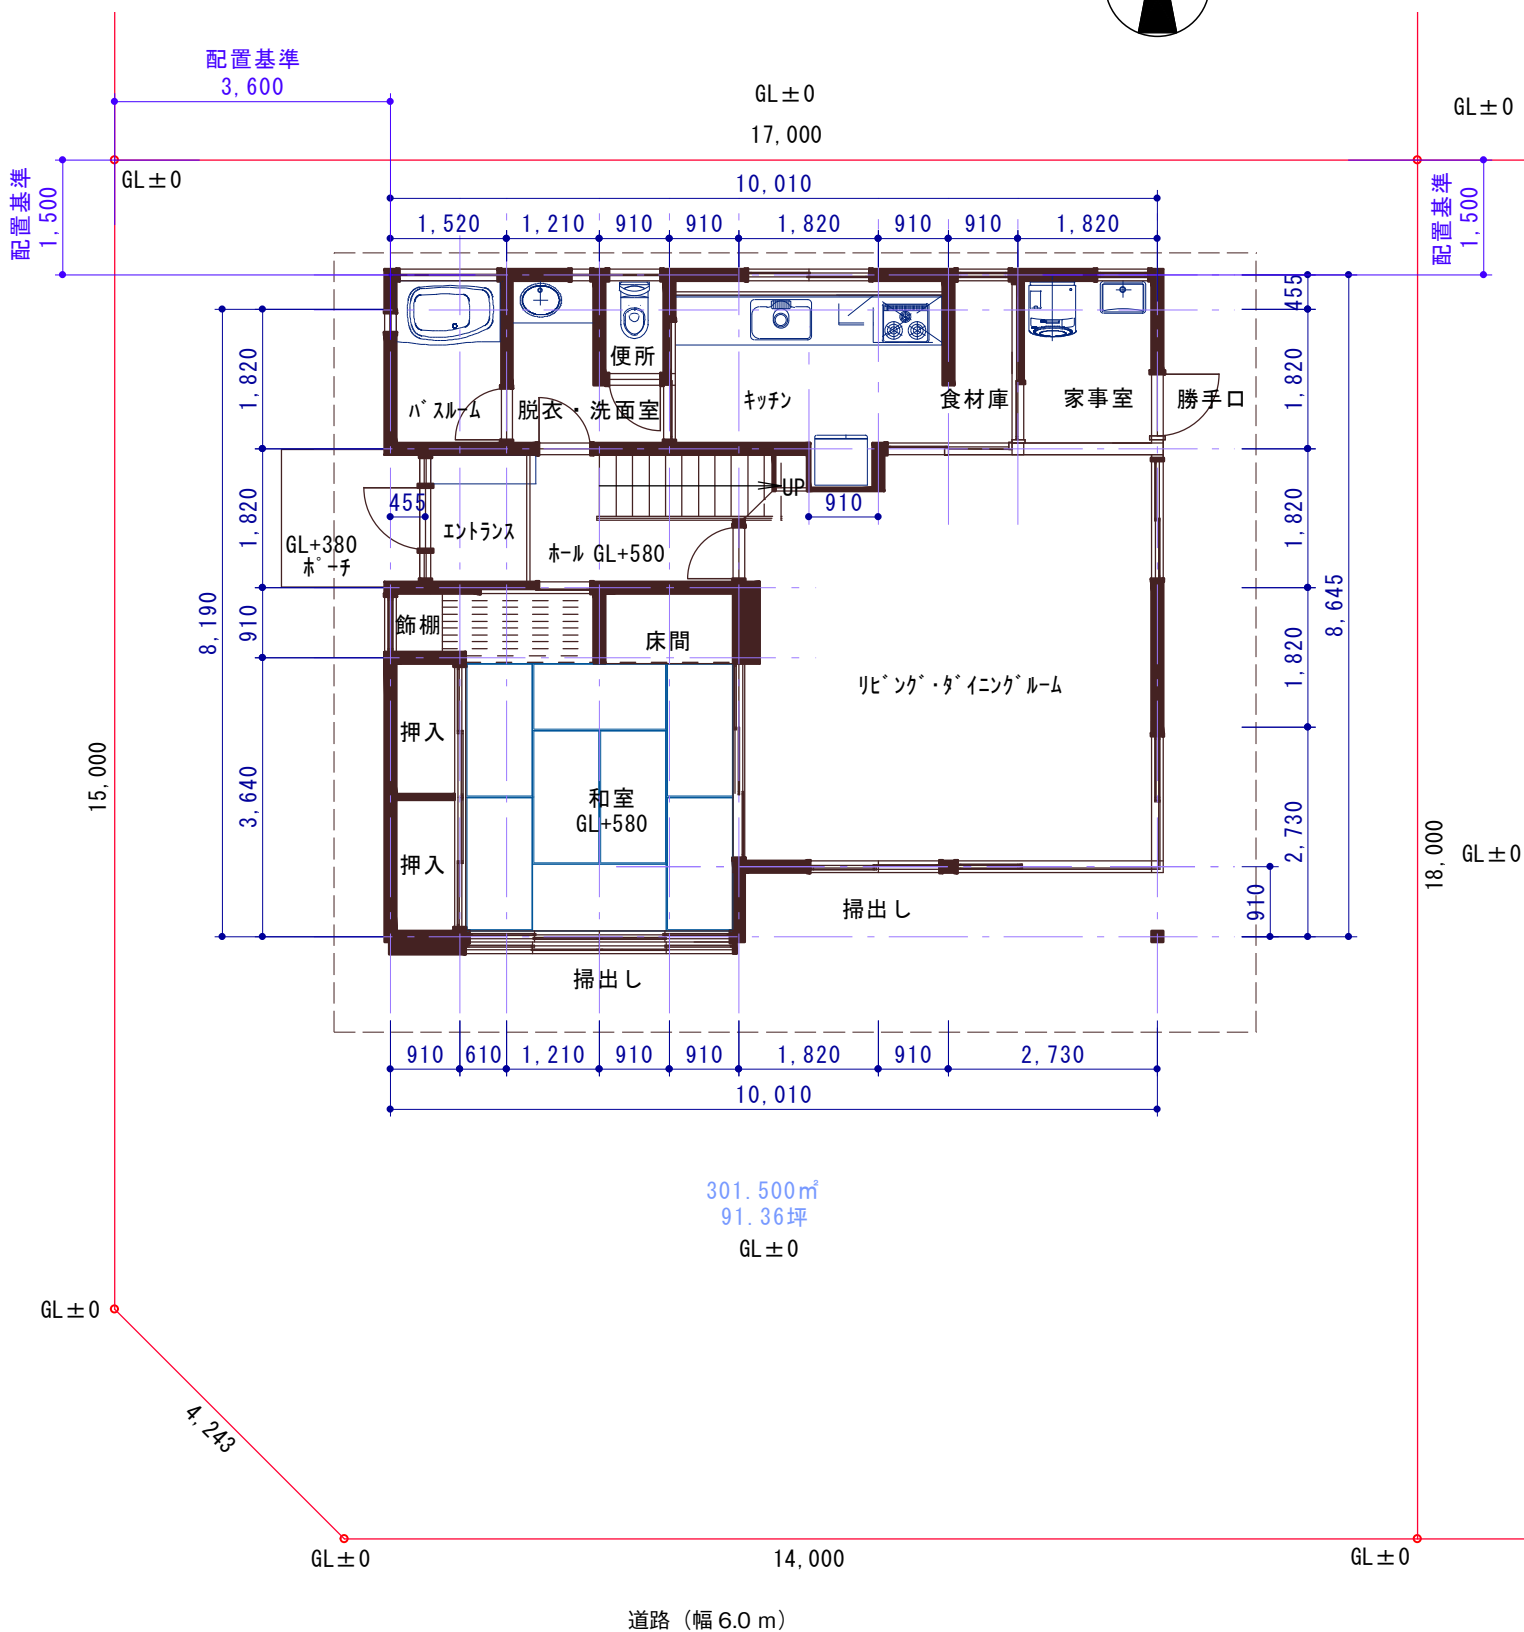 配置基準
3,600
GL±0
17,000
GL±0
GL±0
配置基準
1,500
配置基準
1,500
10,010
1,520
1,210
910
910
1,820
910
910
1,820
455
1,820
1,820
1,820
2,730
910
8,645
1,820
1,820
910
3,640
8,190
便所
バスルーム
脱衣・洗面室
キッチン
食材庫
家事室
勝手口
UP
455
910
エントランス
ホール GL+580
GL+380
ポーチ
飾棚
床間
リビング・ダイニングルーム
押入
和室
GL+580
押入
掃出し
掃出し
15,000
18,000
GL±0
910
610
1,210
910
910
1,820
910
2,730
10,010
301.500㎡
91.36坪
GL±0
GL±0
4,243
GL±0
14,000
GL±0
道路（幅 6.0 m）